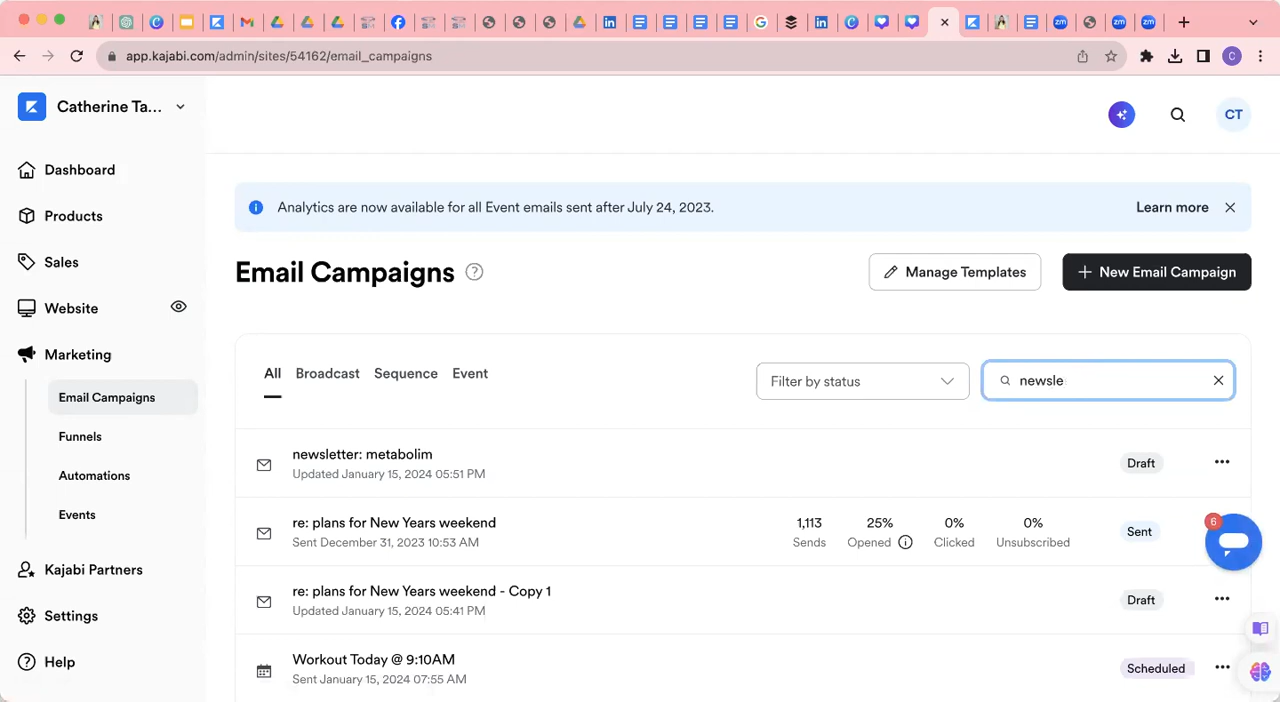 app.kajabi.com/admin/sites/54162/email_campaigns
C
Catherine Ta...
CT
Dashboard
Products
Sales
Website
Marketing
Email Campaigns
Funnels
Automations
Events
Kajabi Partners
Settings
Help
Analytics are now available for all Event emails sent after July 24, 2023.
Learn more
Email Campaigns
Manage Templates
New Email Campaign
All Broadcast Sequence Event
Filter by status
newsle
newsletter: metabolim
Updated January 15, 2024 05:51 PM
Draft
re: plans for New Years weekend
Sent December 31, 2023 10:53 AM
1,113 25% 0% 0%
Sends Opened Clicked Unsubscribed
Sent
6
re: plans for New Years weekend - Copy 1
Updated January 15, 2024 05:41 PM
Draft
Workout Today @ 9:10AM
Sent January 15, 2024 07:55 AM
Scheduled